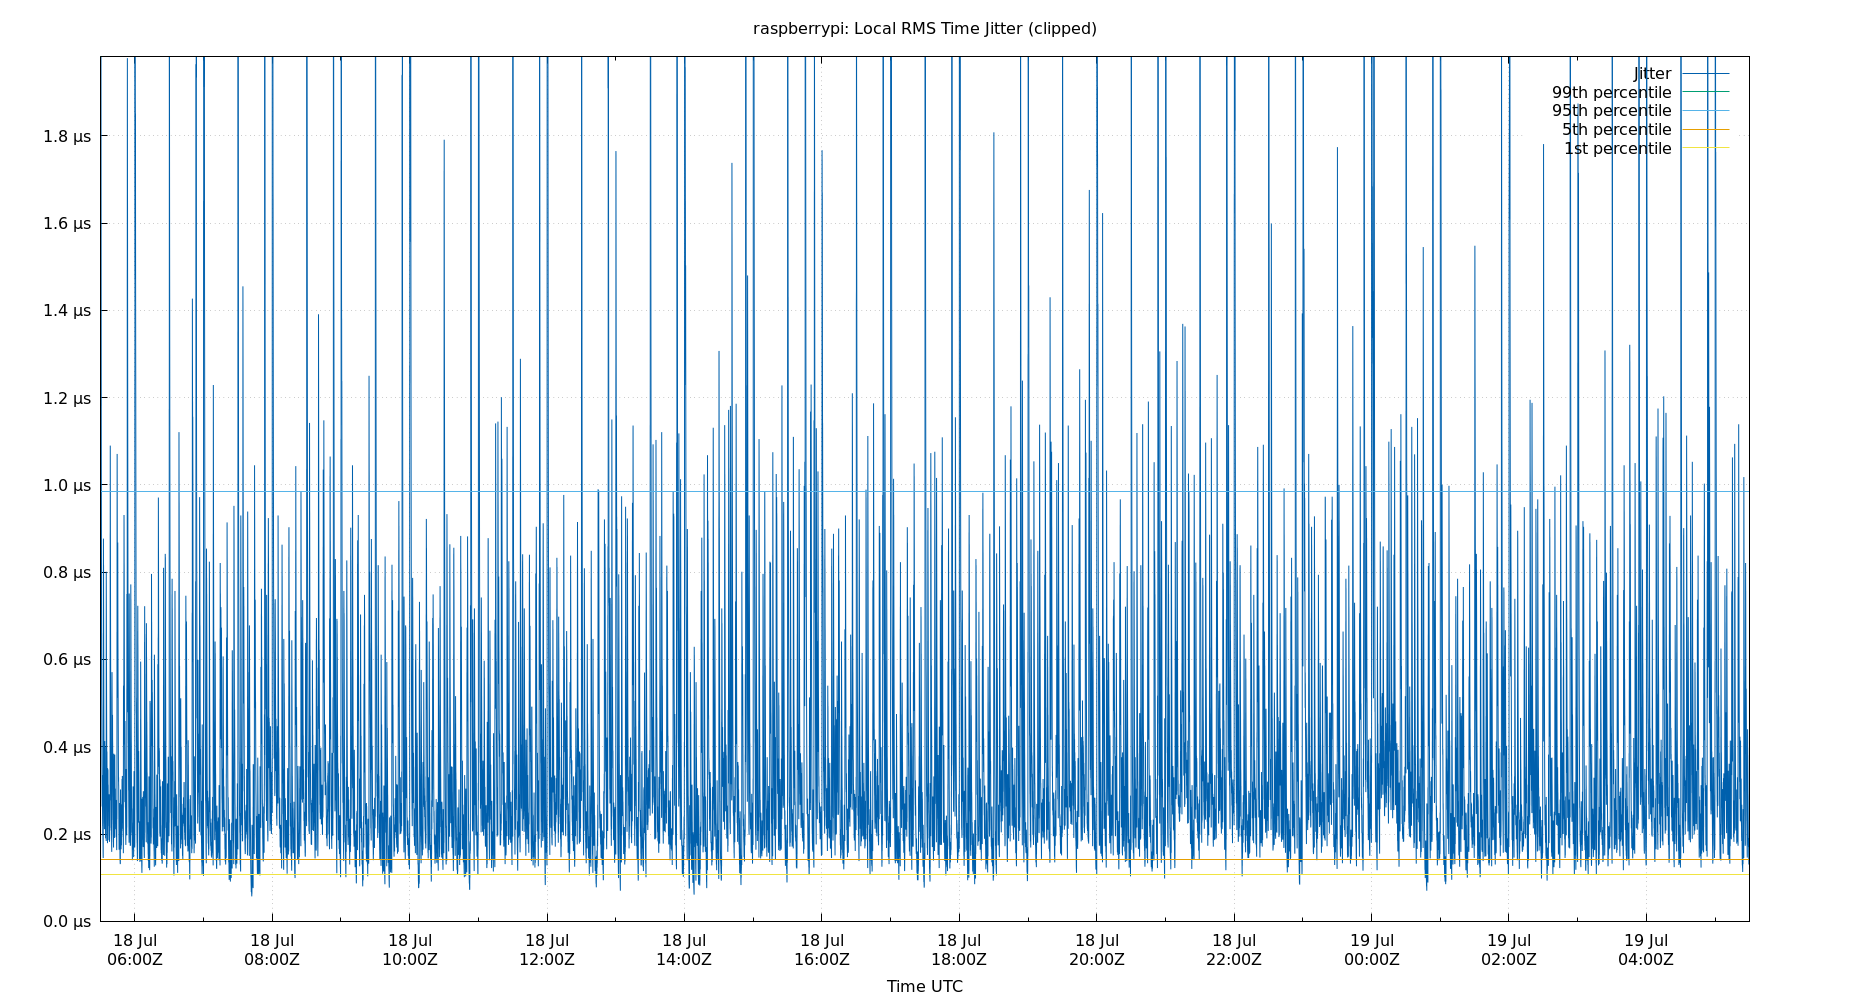 raspberrypi: Local RMS Time Jitter (clipped)
Jitter
99th percentile
95th percentile
5th percentile
1st percentile
1.8 µs
1.6 µs
1.4 µs
1.2 µs
1.0 µs
0.8 µs
0.6 µs
0.4 µs
0.2 µs
0.0 µs
18 Jul 18 Jul 18 Jul 18 Jul 18 Jul 18 Jul 18 Jul 18 Jul 18 Jul 19 Jul 19 Jul 19 Jul
06:00Z 08:00Z 10:00Z 12:00Z 14:00Z 16:00Z 18:00Z 20:00Z 22:00Z 00:00Z 02:00Z 04:00Z
Time UTC